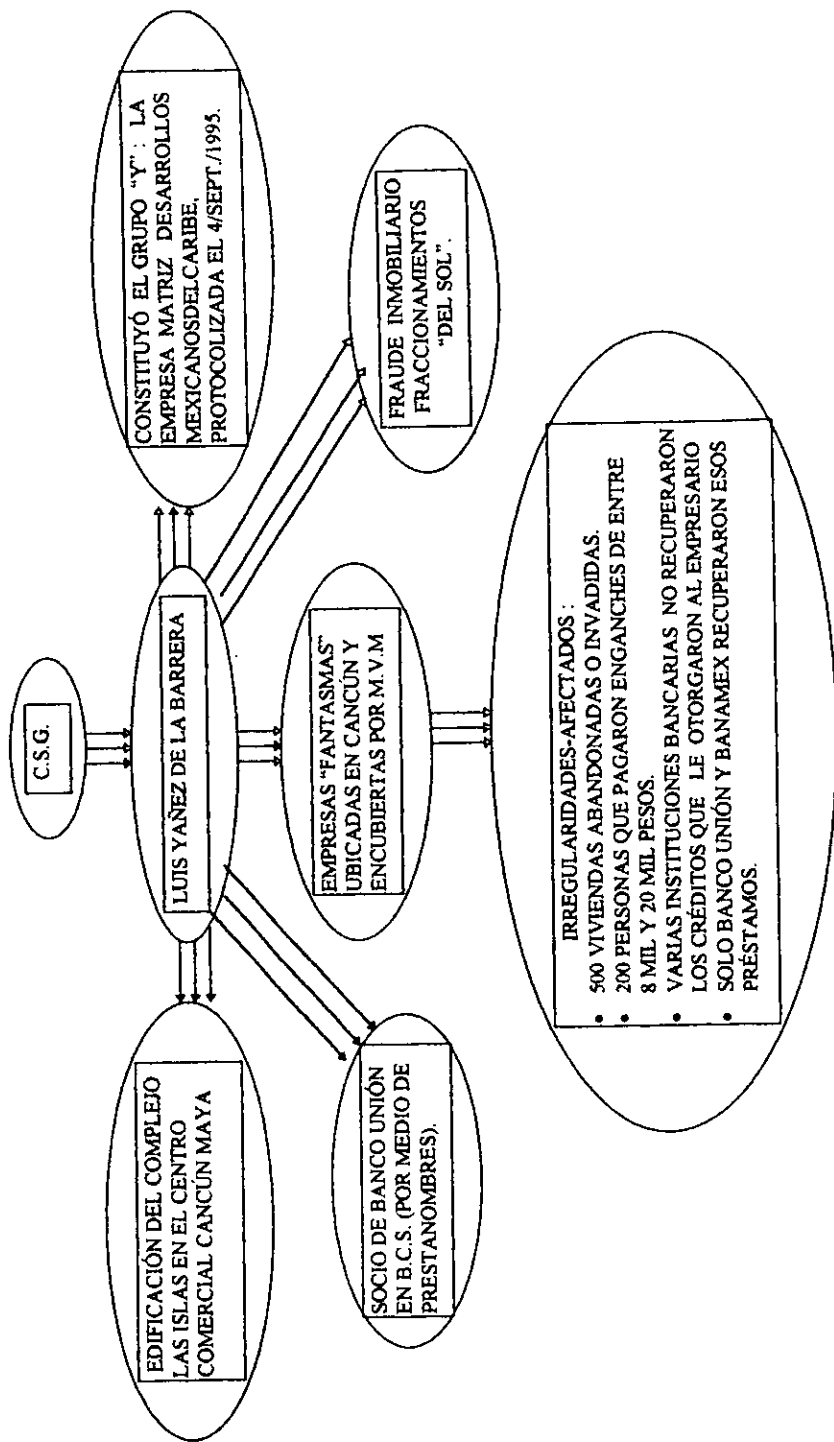 C.S.G.
LUIS YAÑEZ DE LA BARRERA
EDIFICACIÓN DEL COMPLEJO
LAS ISLAS EN EL CENTRO
COMERCIAL CANCÚN MAYA
CONSTITUYÓ EL GRUPO "Y" : LA
EMPRESA MATRIZ DESARROLLOS
MEXICANOSDELCARIBE,
PROTOCOLIZADA EL 4/SEPT./1995.
SOCIO DE BANCO UNIÓN
EN B.C.S. (POR MEDIO DE
PRESTANOMBRES).
EMPRESAS "FANTASMAS"
UBICADAS EN CANCÚN Y
ENCUBIERTAS POR M.V.M
FRAUDE INMOBILIARIO
FRACCIONAMIENTOS
"DEL SOL".
IRREGULARIDADES-AFECTADOS :
• 500 VIVIENDAS ABANDONADAS O INVADIDAS.
• 200 PERSONAS QUE PAGARON ENGANCHES DE ENTRE
8 MIL Y 20 MIL PESOS.
• VARIAS INSTITUCIONES BANCARIAS NO RECUPERARON
LOS CRÉDITOS QUE LE OTORGARON AL EMPRESARIO
• SOLO BANCO UNIÓN Y BANAMEX RECUPERARON ESOS
PRÉSTAMOS.